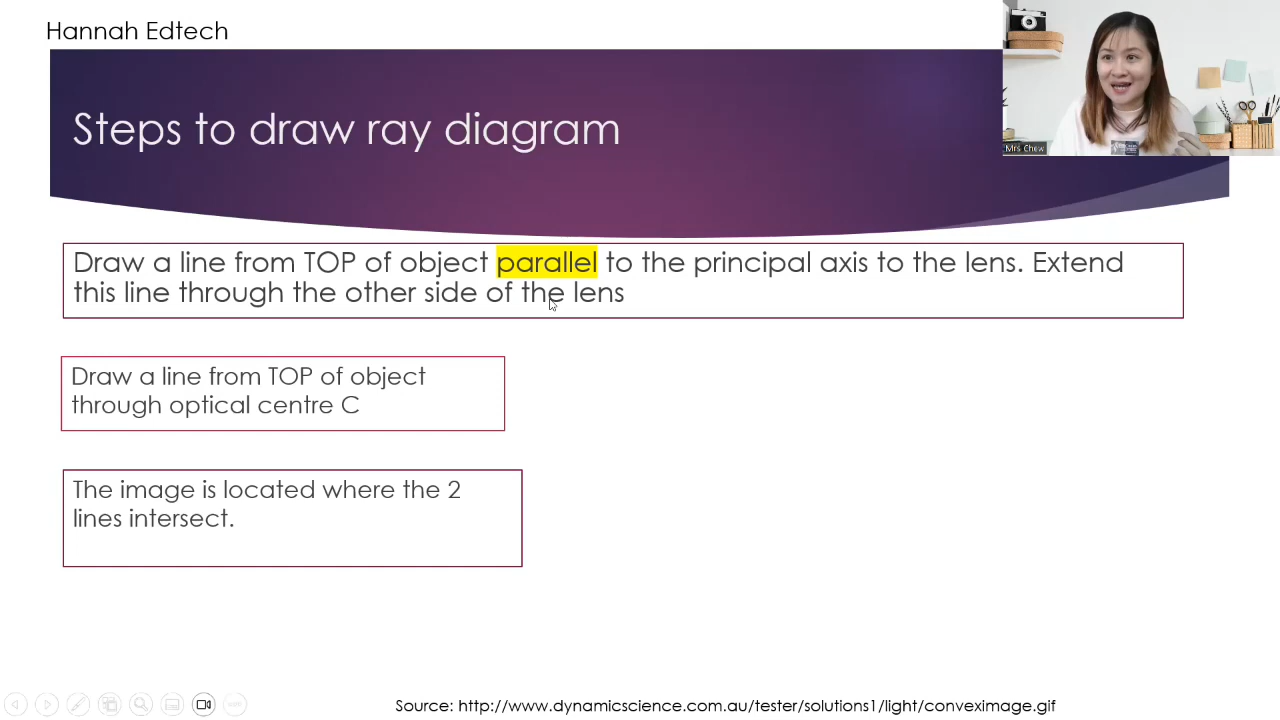 Hannah Edtech
Steps to draw ray diagram
Mrs Chew
Draw a line from TOP of object parallel to the principal axis to the lens. Extend
this line through the other side of the lens
Draw a line from TOP of object
through optical centre C
The image is located where the 2
lines intersect.
Source: http://www.dynamicscience.com.au/tester/solutions1/light/conveximage.gif